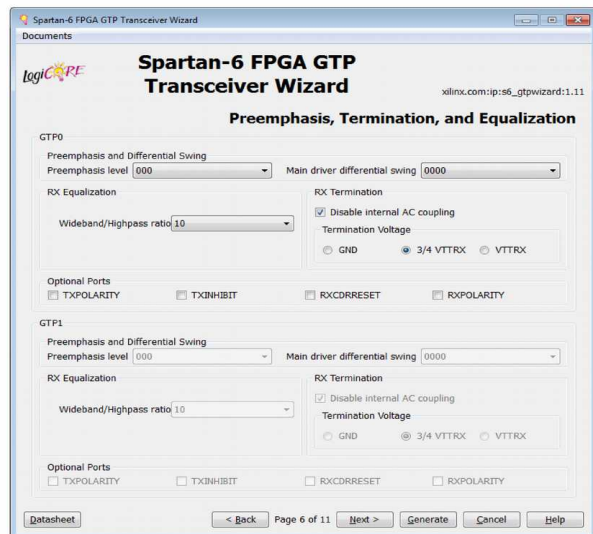 Spartan-6 FPGA GTP Transceiver Wizard
Documents
logiCORE
Spartan-6 FPGA GTP
Transceiver Wizard
xilinx.com:ip:s6_gtpwizard:1.11
Preemphasis, Termination, and Equalization
GTP0
Preemphasis and Differential Swing
Preemphasis level 000 Main driver differential swing 0000
RX Equalization
Wideband/Highpass ratio 10
RX Termination
Disable internal AC coupling
Termination Voltage
GND 3/4 VTTRX VTTRX
Optional Ports
TXPOLARITY TXINHIBIT RXCDRRESET RXPOLARITY
GTP1
Preemphasis and Differential Swing
Preemphasis level 000 Main driver differential swing 0000
RX Equalization
Wideband/Highpass ratio 10
RX Termination
Disable internal AC coupling
Termination Voltage
GND 3/4 VTTRX VTTRX
Optional Ports
TXPOLARITY TXINHIBIT RXCDRRESET RXPOLARITY
Datasheet < Back Page 6 of 11 Next > Generate Cancel Help